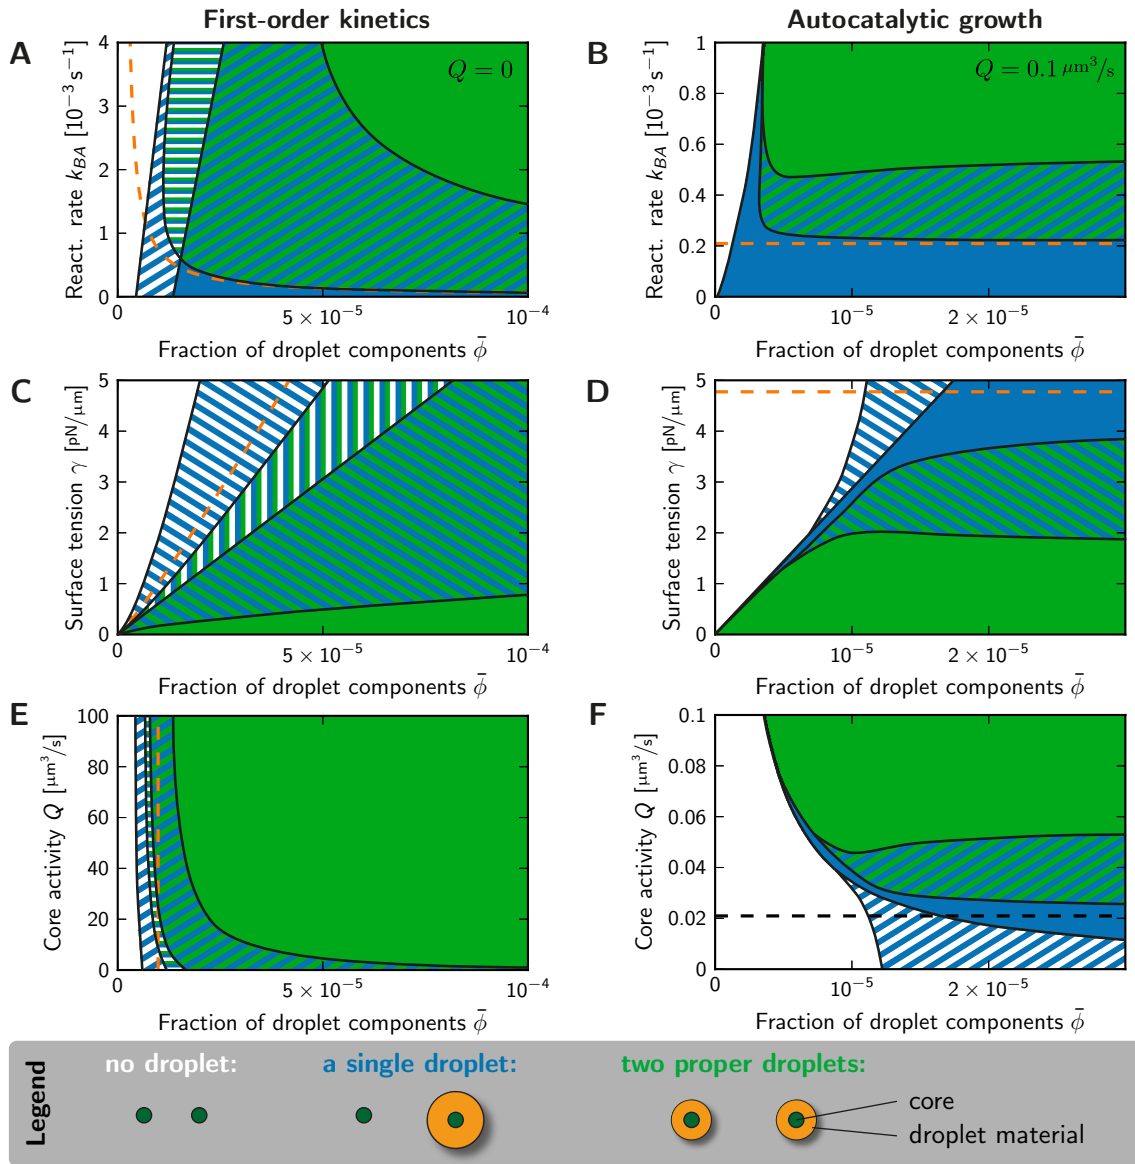 First-order kinetics
Autocatalytic growth
A
React. rate k_BA [10⁻³ s⁻¹]
4
3
2
1
0
Q = 0
0
5 × 10⁻⁵
10⁻⁴
Fraction of droplet components ϕ̄
B
React. rate k_BA [10⁻³ s⁻¹]
1
0.8
0.6
0.4
0.2
0
Q = 0.1 μm³/s
0
10⁻⁵
2 × 10⁻⁵
Fraction of droplet components ϕ̄
C
Surface tension γ [pN/μm]
5
4
3
2
1
0
0
5 × 10⁻⁵
10⁻⁴
Fraction of droplet components ϕ̄
D
Surface tension γ [pN/μm]
5
4
3
2
1
0
0
10⁻⁵
2 × 10⁻⁵
Fraction of droplet components ϕ̄
E
Core activity Q [μm³/s]
100
80
60
40
20
0
0
5 × 10⁻⁵
10⁻⁴
Fraction of droplet components ϕ̄
F
Core activity Q [μm³/s]
0.1
0.08
0.06
0.04
0.02
0
0
10⁻⁵
2 × 10⁻⁵
Fraction of droplet components ϕ̄
Legend
no droplet:
a single droplet:
two proper droplets:
core
droplet material